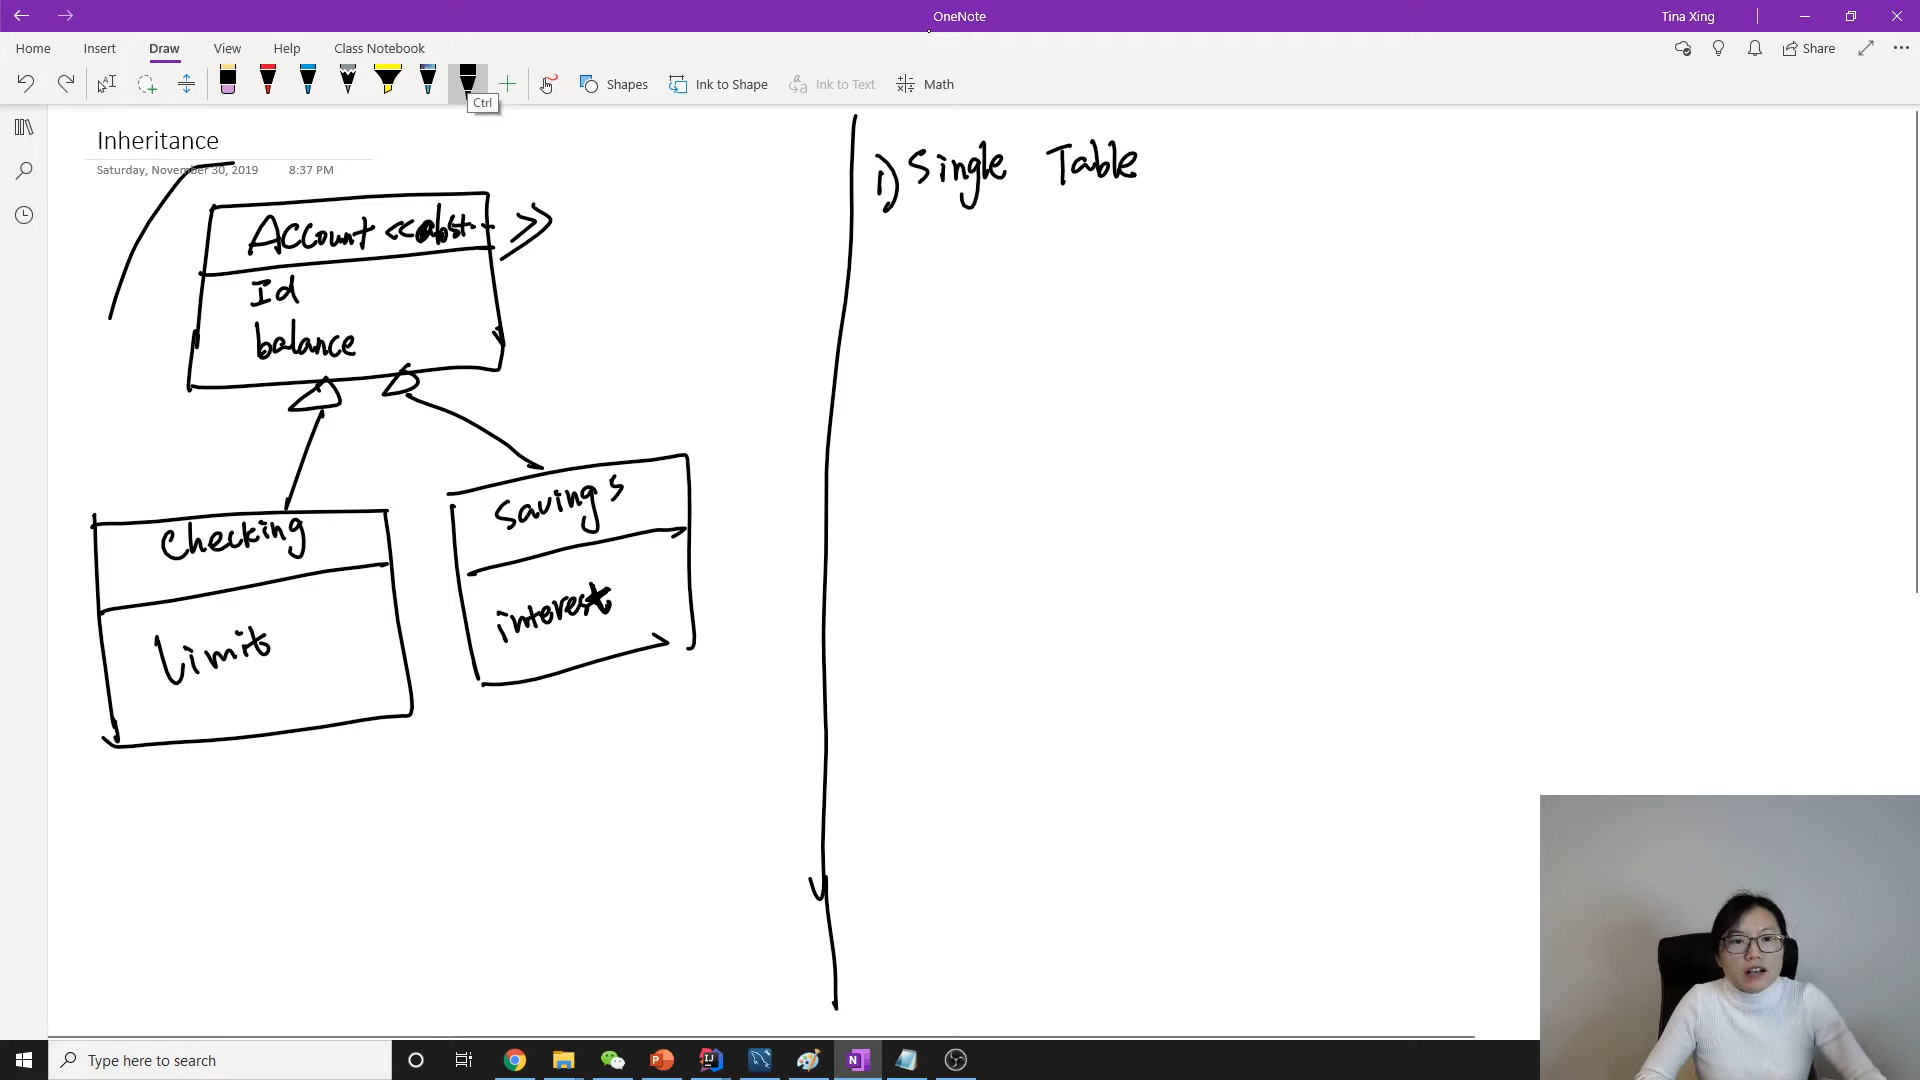 OneNote
Tina Xing
Home Insert Draw View Help Class Notebook
Share
Shapes Ink to Shape Ink to Text Math
Ctrl
Inheritance
Saturday, November 30, 2019 8:37 PM
Account <<abst...>>
Id
balance
Checking
Limit
Savings
interest
1) Single Table
Type here to search